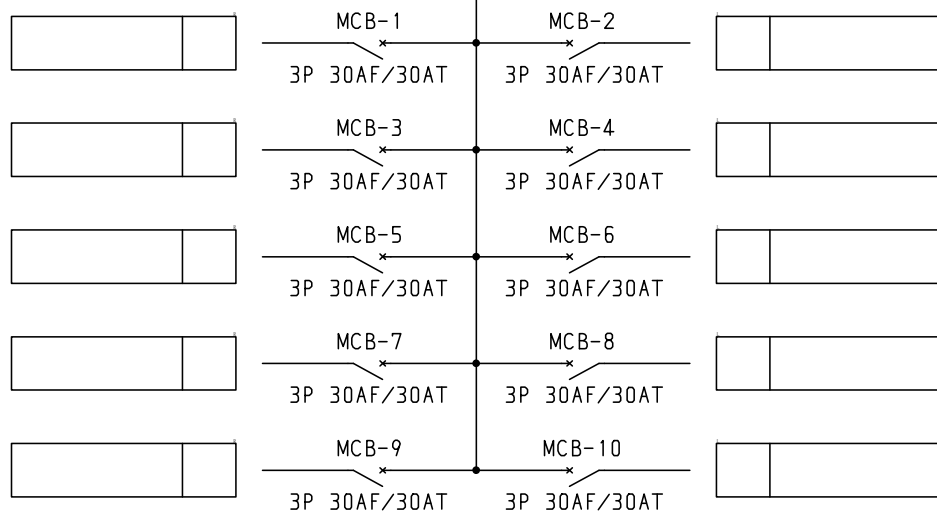 MCB-1 MCB-2
3P 30AF/30AT 3P 30AF/30AT
MCB-3 MCB-4
3P 30AF/30AT 3P 30AF/30AT
MCB-5 MCB-6
3P 30AF/30AT 3P 30AF/30AT
MCB-7 MCB-8
3P 30AF/30AT 3P 30AF/30AT
MCB-9 MCB-10
3P 30AF/30AT 3P 30AF/30AT